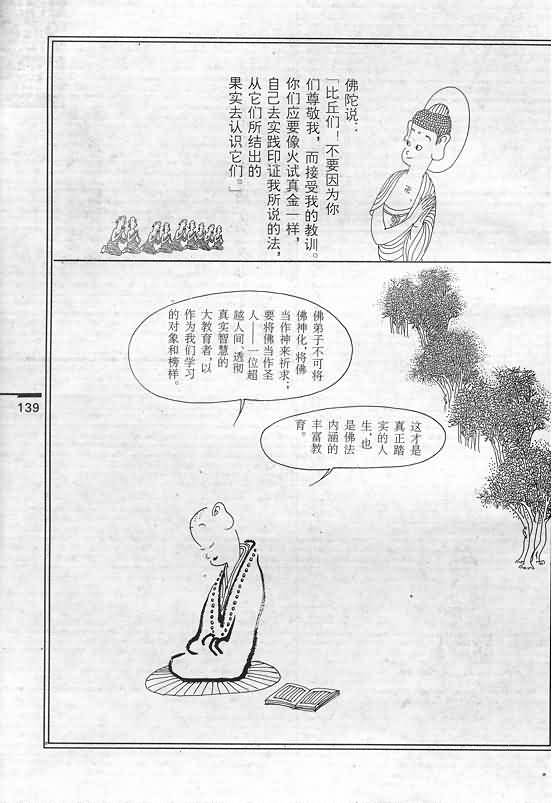 佛陀说：
「比丘们！不要因为你
们尊敬我，而接受我的教训。
你们应要像火试真金一样，
自己去实践印证我所说的法，
从它们所结出的
果实去认识它们。」
佛弟子不可将
佛神化，将佛
当作神来祈求，
要将佛当作圣
人——一位超
越人间、透彻
真实智慧的
大教育者，以
作为我们学习
的对象和榜样。
这才是
真正踏
实的人
生，也
是佛法
内涵的
丰富教
育。
139